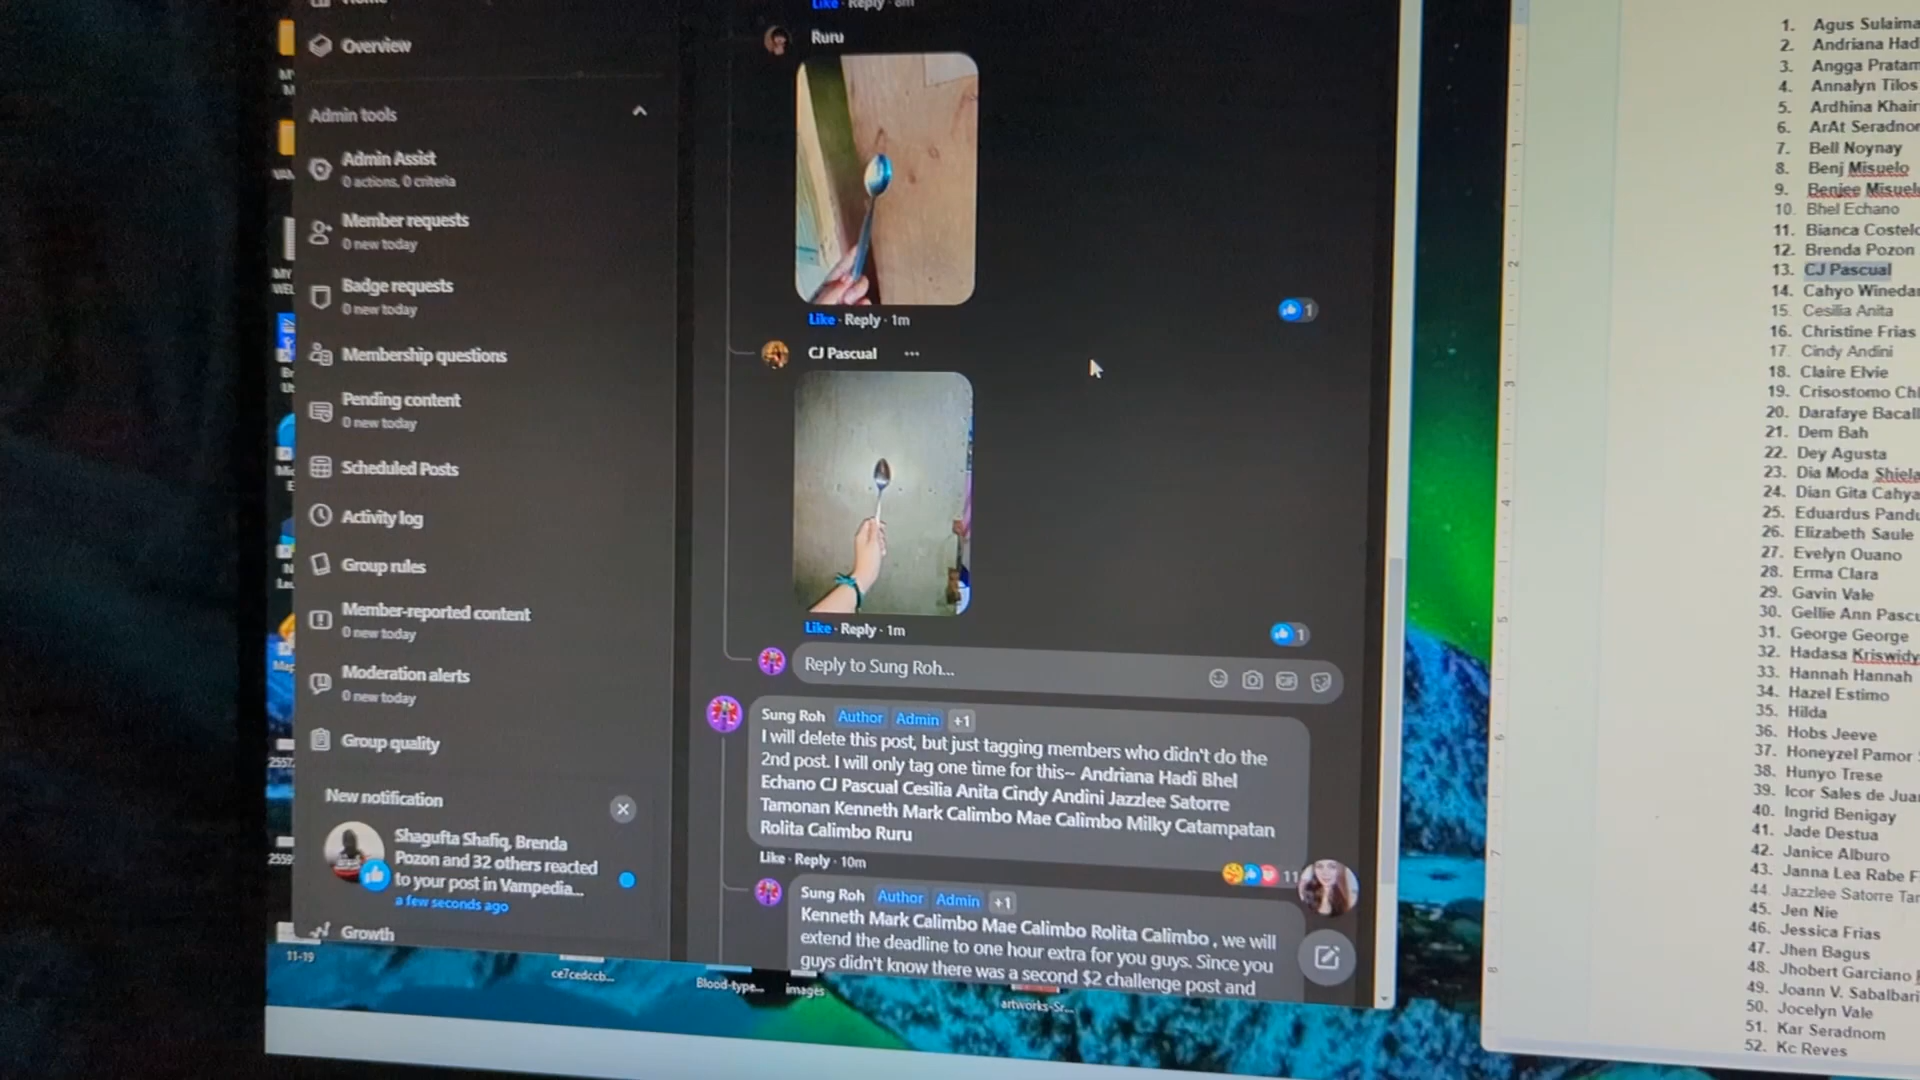 Like · Reply · 8m
Overview
Admin tools
Admin Assist
0 actions, 0 criteria
Member requests
0 new today
Badge requests
0 new today
Membership questions
Pending content
0 new today
Scheduled Posts
Activity log
Group rules
Member-reported content
0 new today
Moderation alerts
0 new today
Group quality
New notification
Shagufta Shafiq, Brenda
Pozon and 32 others reacted
to your post in Vampedia...
a few seconds ago
Growth
Ruru
Like · Reply · 1m
1
CJ Pascual ...
Like · Reply · 1m
1
Reply to Sung Roh...
GIF
Sung Roh Author Admin +1
I will delete this post, but just tagging members who didn't do the
2nd post. I will only tag one time for this~ Andriana Hadi Bhel
Echano CJ Pascual Cesilia Anita Cindy Andini Jazzlee Satorre
Tamonan Kenneth Mark Calimbo Mae Calimbo Milky Catampatan
Rolita Calimbo Ruru
Like · Reply · 10m
11
Sung Roh Author Admin +1
Kenneth Mark Calimbo Mae Calimbo Rolita Calimbo , we will
extend the deadline to one hour extra for you guys. Since you
guys didn't know there was a second $2 challenge post and
11-19
ce7cedccb...
Blood-type...
images
artworks-Sr...
1. Agus Sulaima
2. Andriana Had
3. Angga Pratam
4. Annalyn Tilos
5. Ardhina Khair
6. ArAt Seradnor
7. Bell Noynay
8. Benj Misuelo
9. Benjee Misuelo
10. Bhel Echano
11. Bianca Costelo
12. Brenda Pozon
13. CJ Pascual
14. Cahyo Winedar
15. Cesilia Anita
16. Christine Frias
17. Cindy Andini
18. Claire Elvie
19. Crisostomo Chl
20. Darafaye Bacall
21. Dem Bah
22. Dey Agusta
23. Dia Moda Shiela
24. Dian Gita Cahya
25. Eduardus Pandu
26. Elizabeth Saule
27. Evelyn Ouano
28. Erma Clara
29. Gavin Vale
30. Gellie Ann Pascu
31. George George
32. Hadasa Kriswidy
33. Hannah Hannah
34. Hazel Estimo
35. Hilda
36. Hobs Jeeve
37. Honeyzel Pamor
38. Hunyo Trese
39. Icor Sales de Jua
40. Ingrid Benigay
41. Jade Destua
42. Janice Alburo
43. Janna Lea Rabe F
44. Jazzlee Satorre Tar
45. Jen Nie
46. Jessica Frias
47. Jhen Bagus
48. Jhobert Garciano
49. Joann V. Sabalbari
50. Jocelyn Vale
51. Kar Seradnom
52. Kc Reves